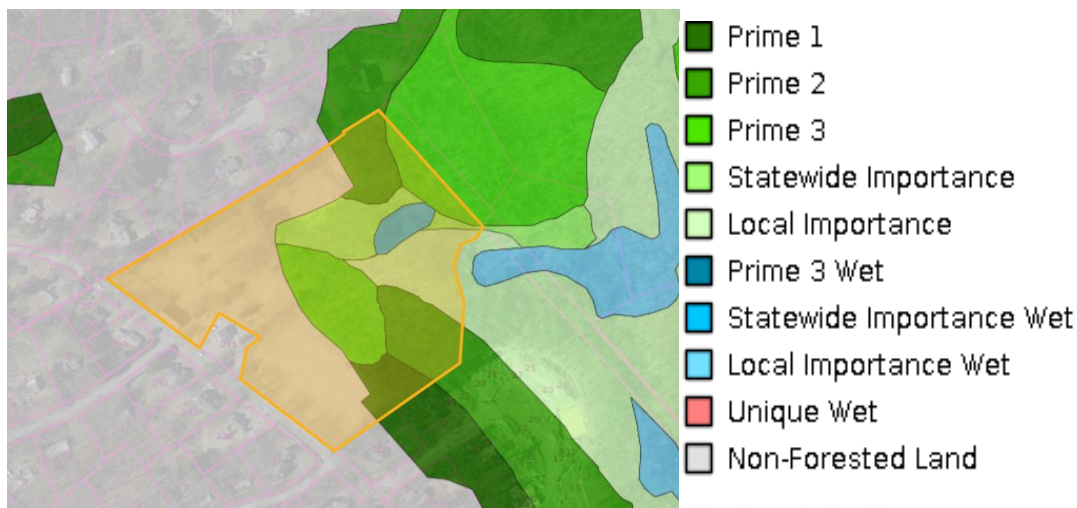 Prime 1
Prime 2
Prime 3
Statewide Importance
Local Importance
Prime 3 Wet
Statewide Importance Wet
Local Importance Wet
Unique Wet
Non-Forested Land